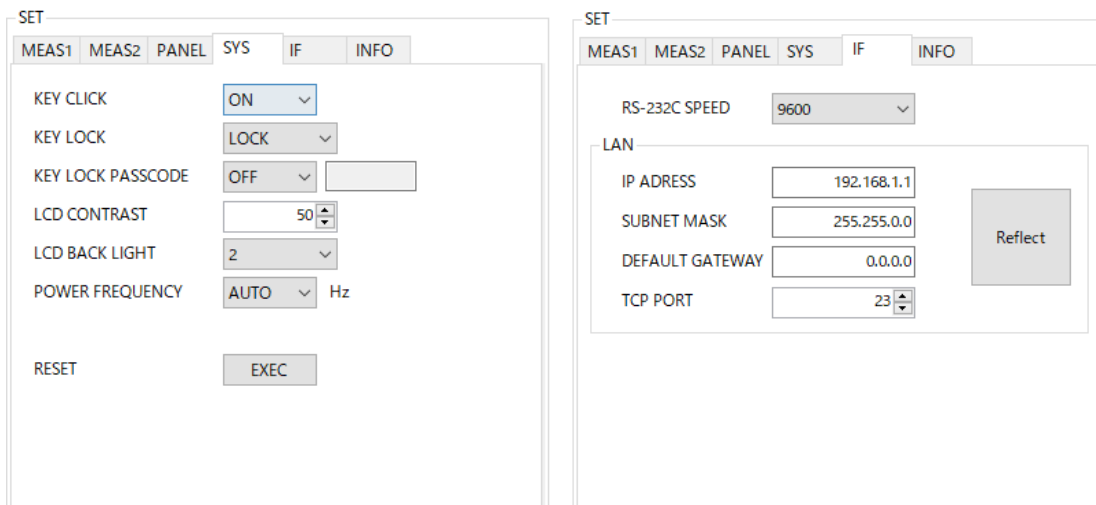 SET
MEAS1 MEAS2 PANEL SYS IF INFO
KEY CLICK ON
KEY LOCK LOCK
KEY LOCK PASSCODE OFF
LCD CONTRAST 50
LCD BACK LIGHT 2
POWER FREQUENCY AUTO Hz
RESET EXEC
SET
MEAS1 MEAS2 PANEL SYS IF INFO
RS-232C SPEED 9600
LAN
IP ADRESS 192.168.1.1
SUBNET MASK 255.255.0.0
DEFAULT GATEWAY 0.0.0.0
TCP PORT 23
Reflect